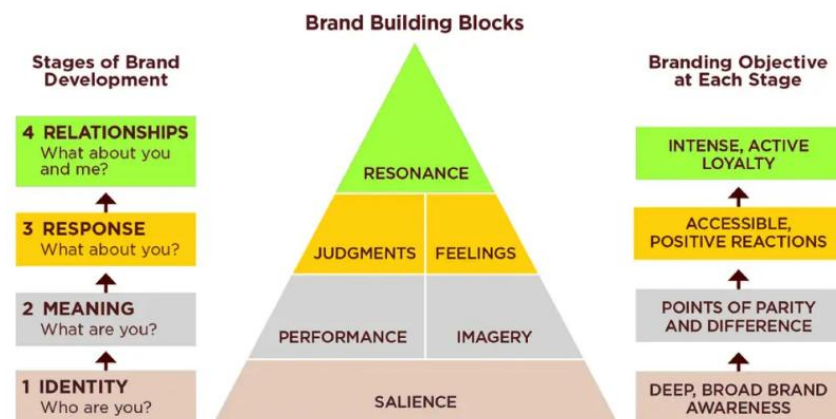 Brand Building Blocks
Stages of Brand
Development
4 RELATIONSHIPS
What about you
and me?
3 RESPONSE
What about you?
2 MEANING
What are you?
1 IDENTITY
Who are you?
RESONANCE
JUDGMENTS
FEELINGS
PERFORMANCE
IMAGERY
SALIENCE
Branding Objective
at Each Stage
INTENSE, ACTIVE
LOYALTY
ACCESSIBLE,
POSITIVE REACTIONS
POINTS OF PARITY
AND DIFFERENCE
DEEP, BROAD BRAND
AWARENESS